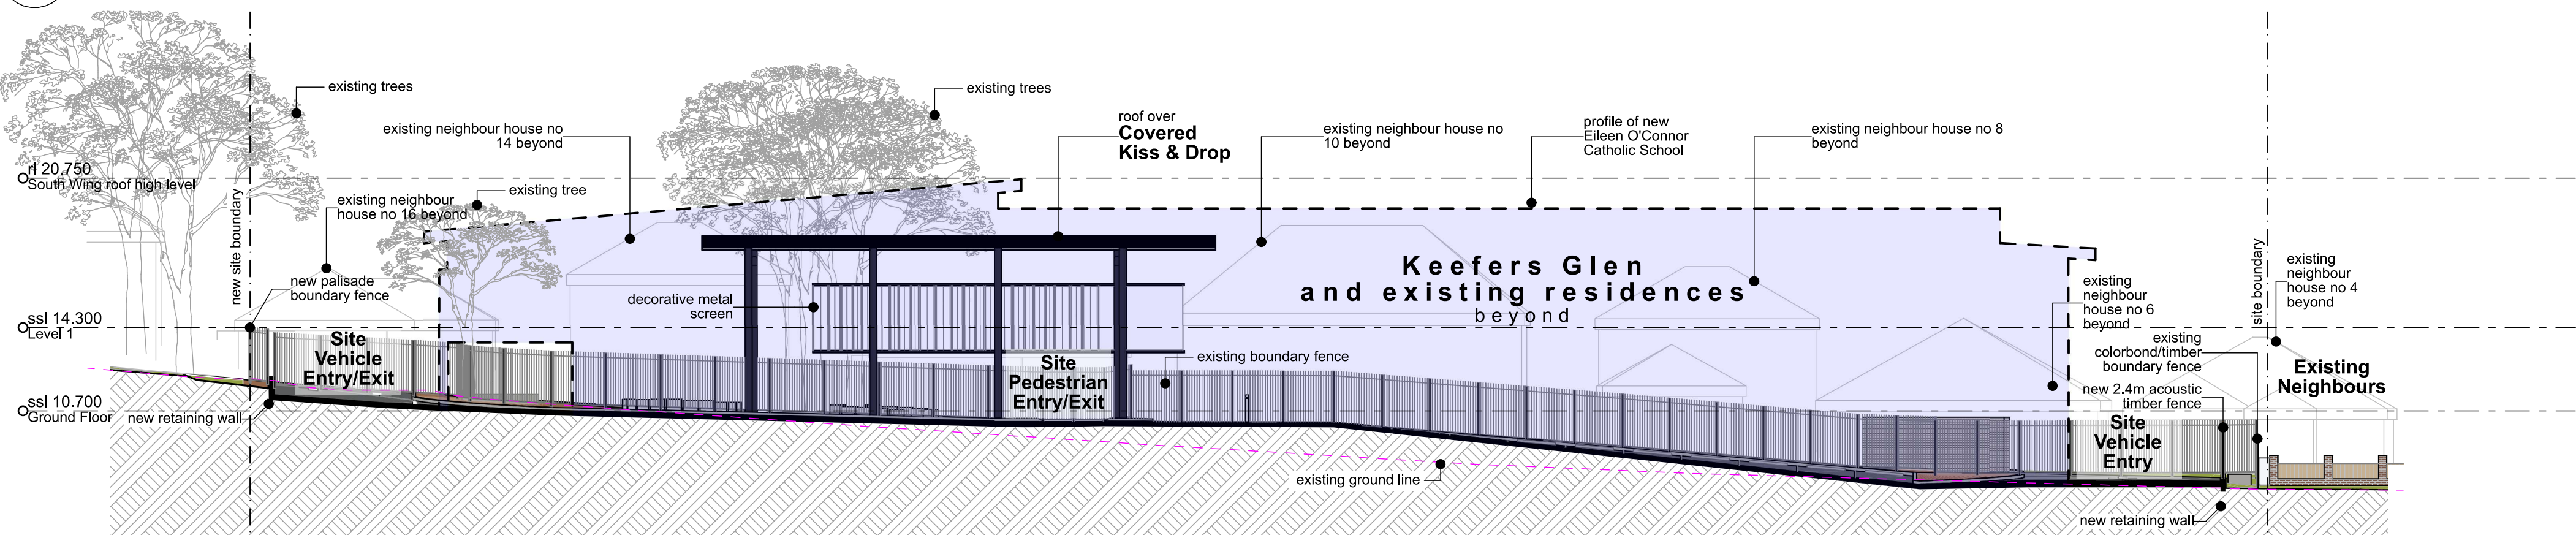 existing trees
existing trees
existing neighbour house no
14 beyond
roof over
Covered
Kiss & Drop
existing neighbour house no
10 beyond
profile of new
Eileen O'Connor
Catholic School
existing neighbour house no 8
beyond
rl 20.750
South Wing roof high level
existing tree
existing neighbour
house no 16 beyond
new site boundary
new palisade
boundary fence
decorative metal
screen
Keefers Glen
and existing residences
beyond
existing
neighbour
house no 6
beyond
site boundary
existing
neighbour
house no 4
beyond
ssl 14.300
Level 1
Site
Vehicle
Entry/Exit
Site
Pedestrian
Entry/Exit
existing boundary fence
existing
colorbond/timber
boundary fence
new 2.4m acoustic
timber fence
Existing
Neighbours
ssl 10.700
Ground Floor
new retaining wall
Site
Vehicle
Entry
existing ground line
new retaining wall